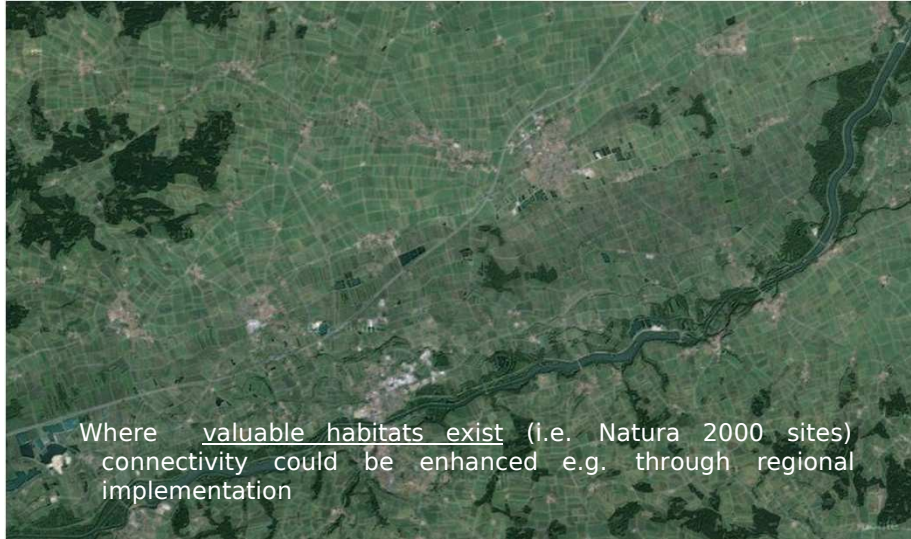 Where valuable habitats exist (i.e. Natura 2000 sites)
connectivity could be enhanced e.g. through regional
implementation